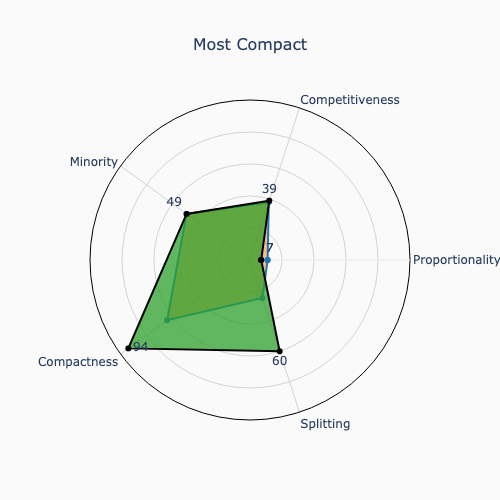 Most Compact
Competitiveness
Minority
49
39
7
Proportionality
94
Compactness
60
Splitting